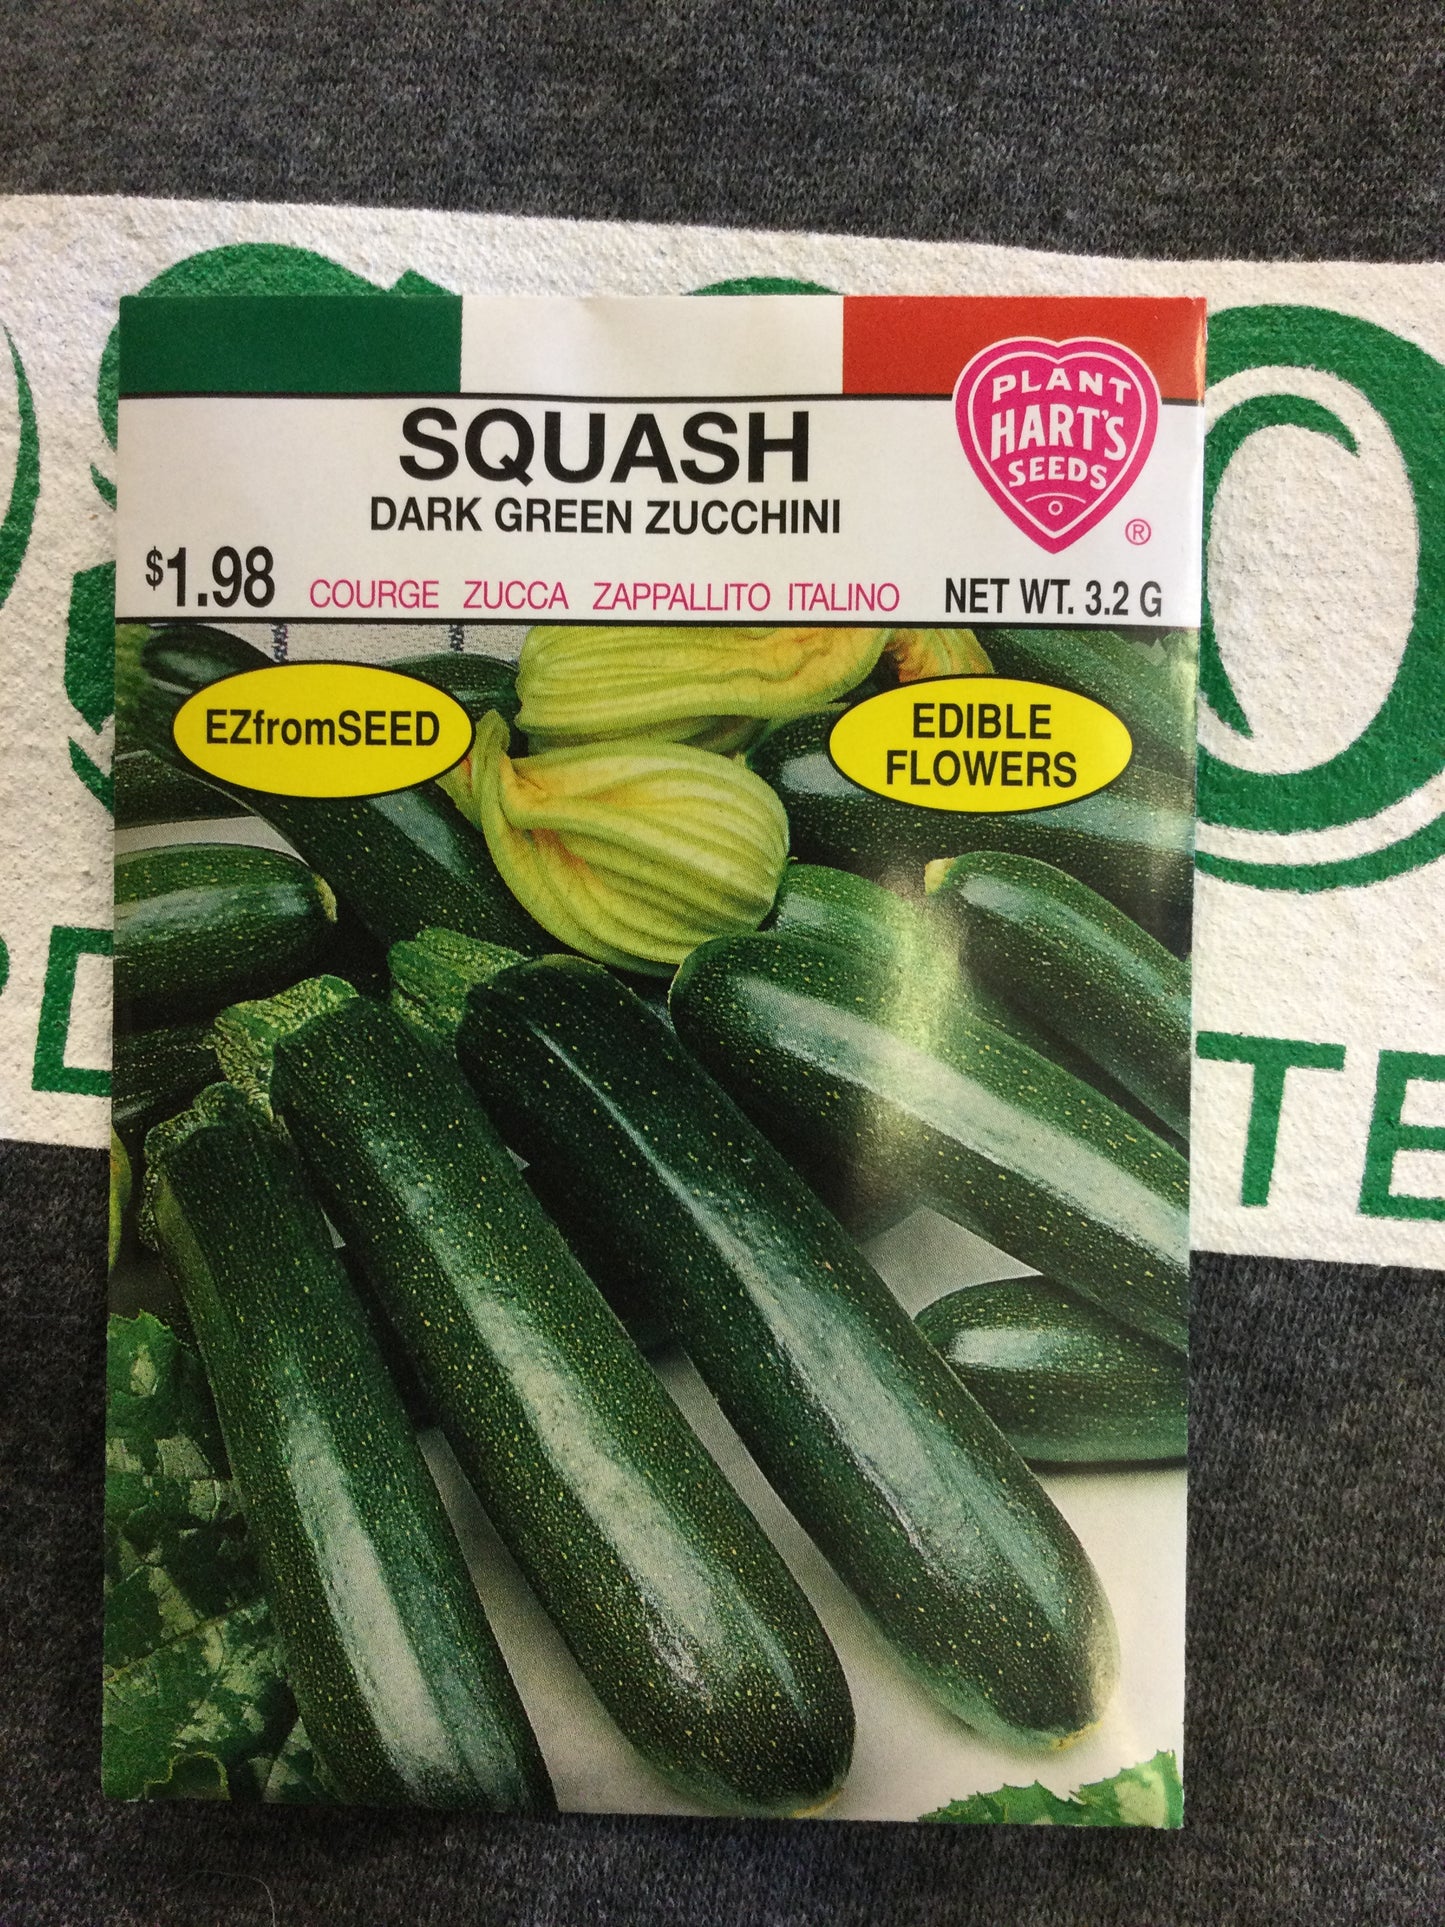 PLANT
HART'S
SEEDS
®
SQUASH
DARK GREEN ZUCCHINI
$1.98
COURGE ZUCCA ZAPPALLITO ITALINO
NET WT. 3.2 G
EZfromSEED
EDIBLE
FLOWERS
TE